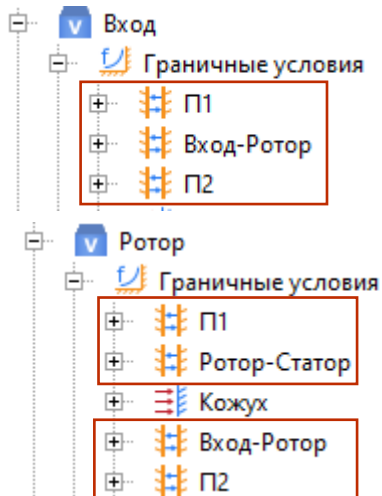 Вход
Граничные условия
П1
Вход-Ротор
П2
Ротор
Граничные условия
П1
Ротор-Статор
Кожух
Вход-Ротор
П2